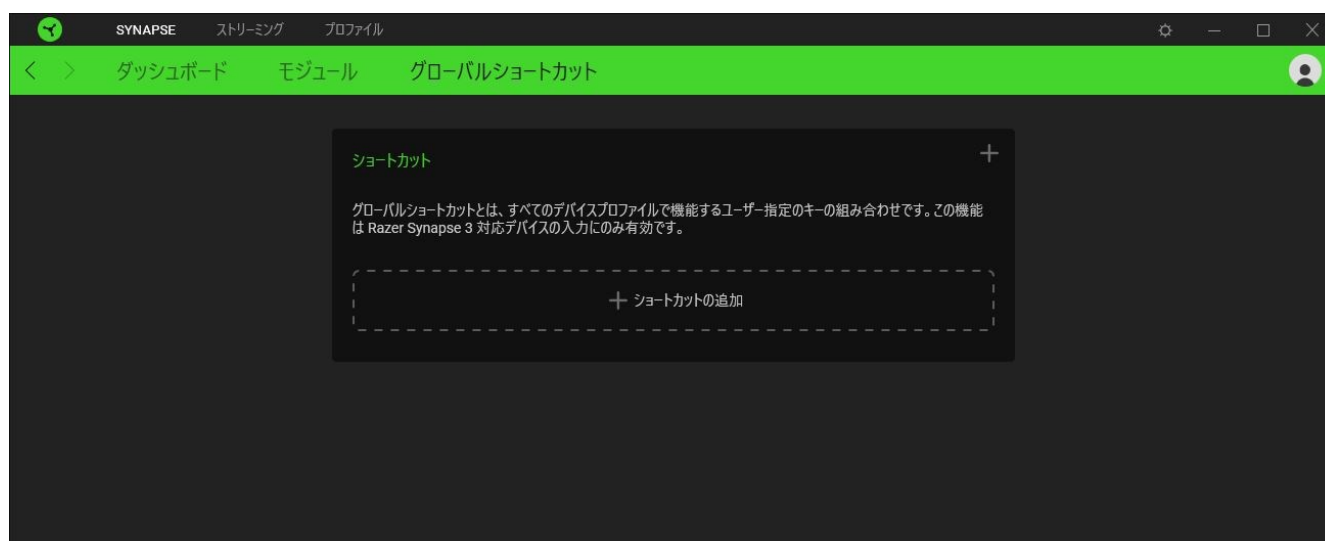 SYNAPSE ストリーミング プロファイル
ダッシュボード モジュール グローバルショートカット
ショートカット
グローバルショートカットとは、すべてのデバイスプロファイルで機能するユーザー指定のキーの組み合わせです。この機能
は Razer Synapse 3 対応デバイスの入力にのみ有効です。
ショートカットの追加